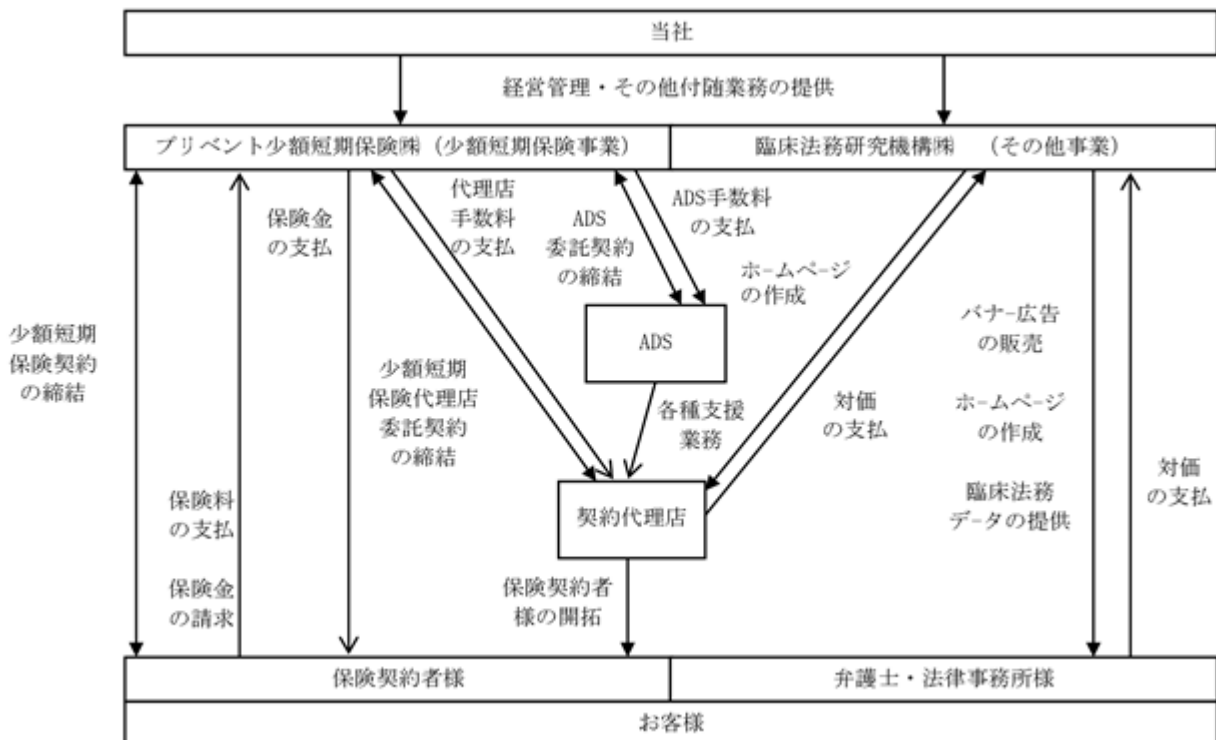 当社
経営管理・その他付随業務の提供
プリベント少額短期保険㈱（少額短期保険事業）
臨床法務研究機構㈱　（その他事業）
少額短期
保険契約
の締結
保険料
の支払
保険金
の請求
保険金
の支払
代理店
手数料
の支払
少額短期
保険代理店
委託契約
の締結
ADS
委託契約
の締結
ADS手数料
の支払
ADS
各種支援
業務
契約代理店
保険契約者
様の開拓
ホームページ
の作成
対価
の支払
バナー広告
の販売
ホームページ
の作成
臨床法務
データの提供
対価
の支払
保険契約者様
弁護士・法律事務所様
お客様